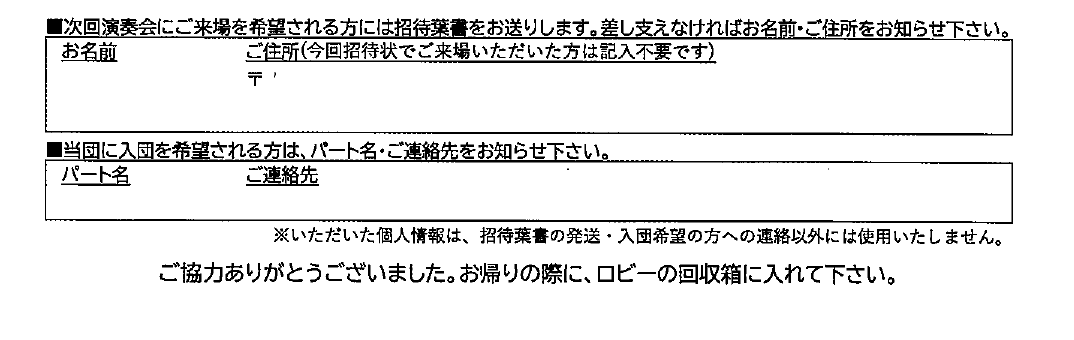 ■次回演奏会にご来場を希望される方には招待葉書をお送りします。差し支えなければお名前・ご住所をお知らせ下さい。
お名前 ご住所(今回招待状でご来場いただいた方は記入不要です)
〒
■当団に入団を希望される方は、パート名・ご連絡先をお知らせ下さい。
パート名 ご連絡先
※いただいた個人情報は、招待葉書の発送・入団希望の方への連絡以外には使用いたしません。
ご協力ありがとうございました。お帰りの際に、ロビーの回収箱に入れて下さい。